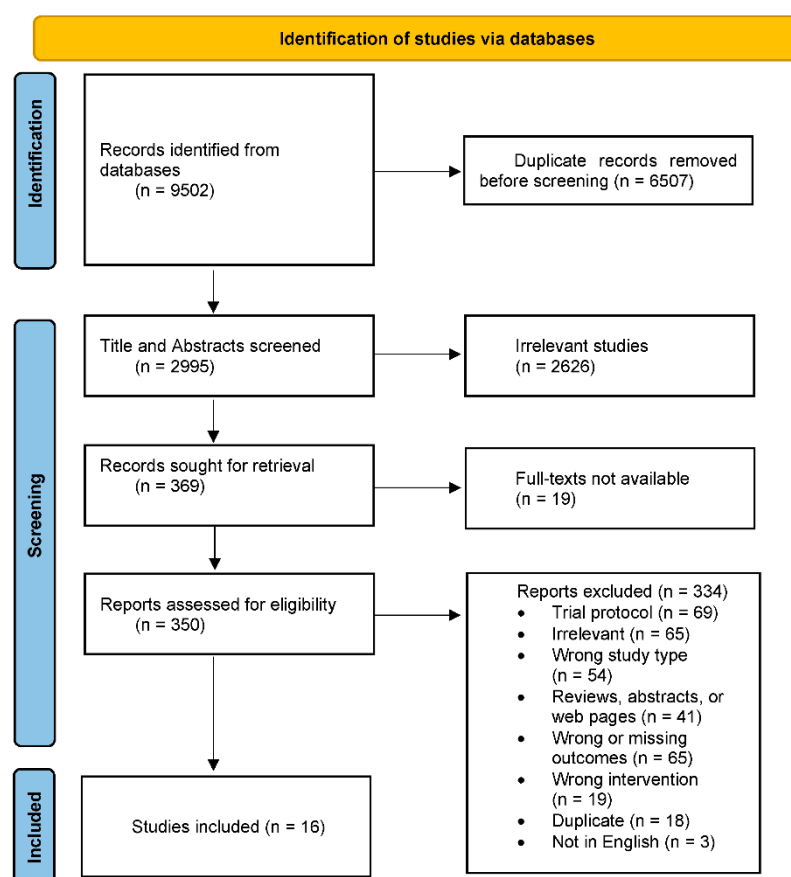 Identification of studies via databases
Identification
Records identified from
databases
(n = 9502)
Duplicate records removed
before screening (n = 6507)
Screening
Title and Abstracts screened
(n = 2995)
Irrelevant studies
(n = 2626)
Records sought for retrieval
(n = 369)
Full-texts not available
(n = 19)
Reports assessed for eligibility
(n = 350)
Reports excluded (n = 334)
• Trial protocol (n = 69)
• Irrelevant (n = 65)
• Wrong study type
(n = 54)
• Reviews, abstracts, or
web pages (n = 41)
• Wrong or missing
outcomes (n = 65)
• Wrong intervention
(n = 19)
• Duplicate (n = 18)
• Not in English (n = 3)
Included
Studies included (n = 16)